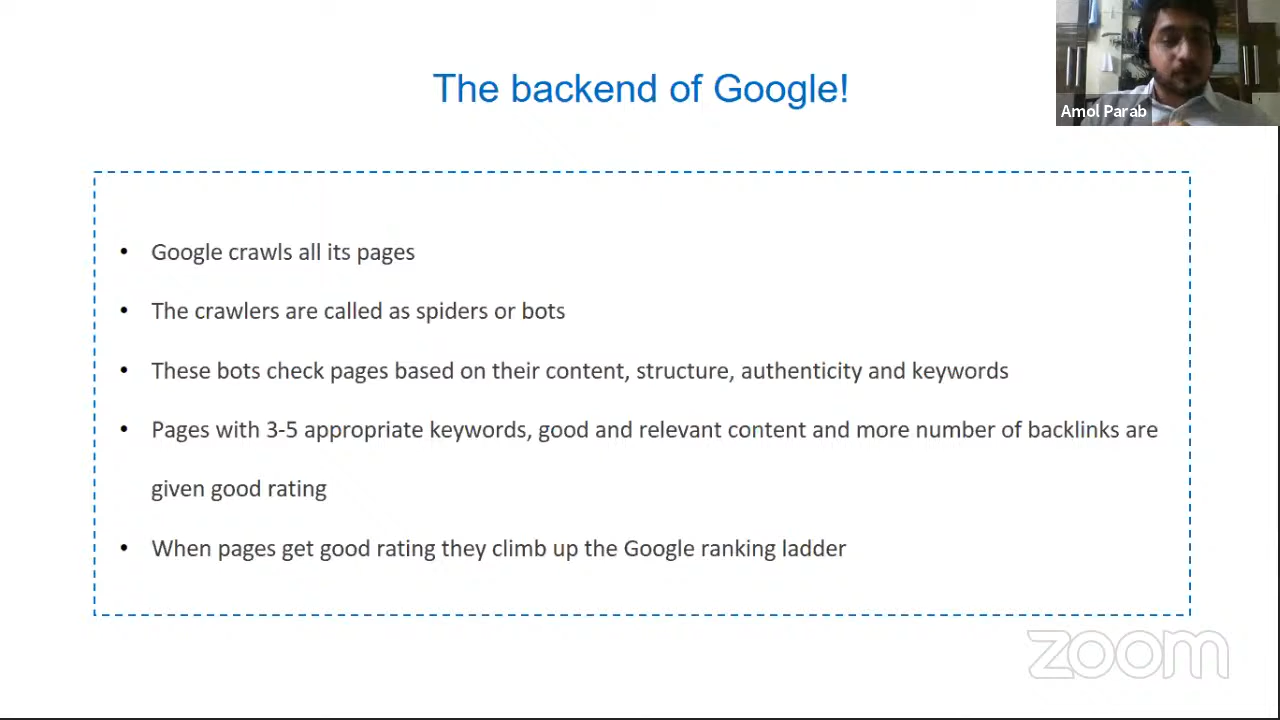 The backend of Google!
Amol Parab
• Google crawls all its pages
• The crawlers are called as spiders or bots
• These bots check pages based on their content, structure, authenticity and keywords
• Pages with 3-5 appropriate keywords, good and relevant content and more number of backlinks are
given good rating
• When pages get good rating they climb up the Google ranking ladder
zoom